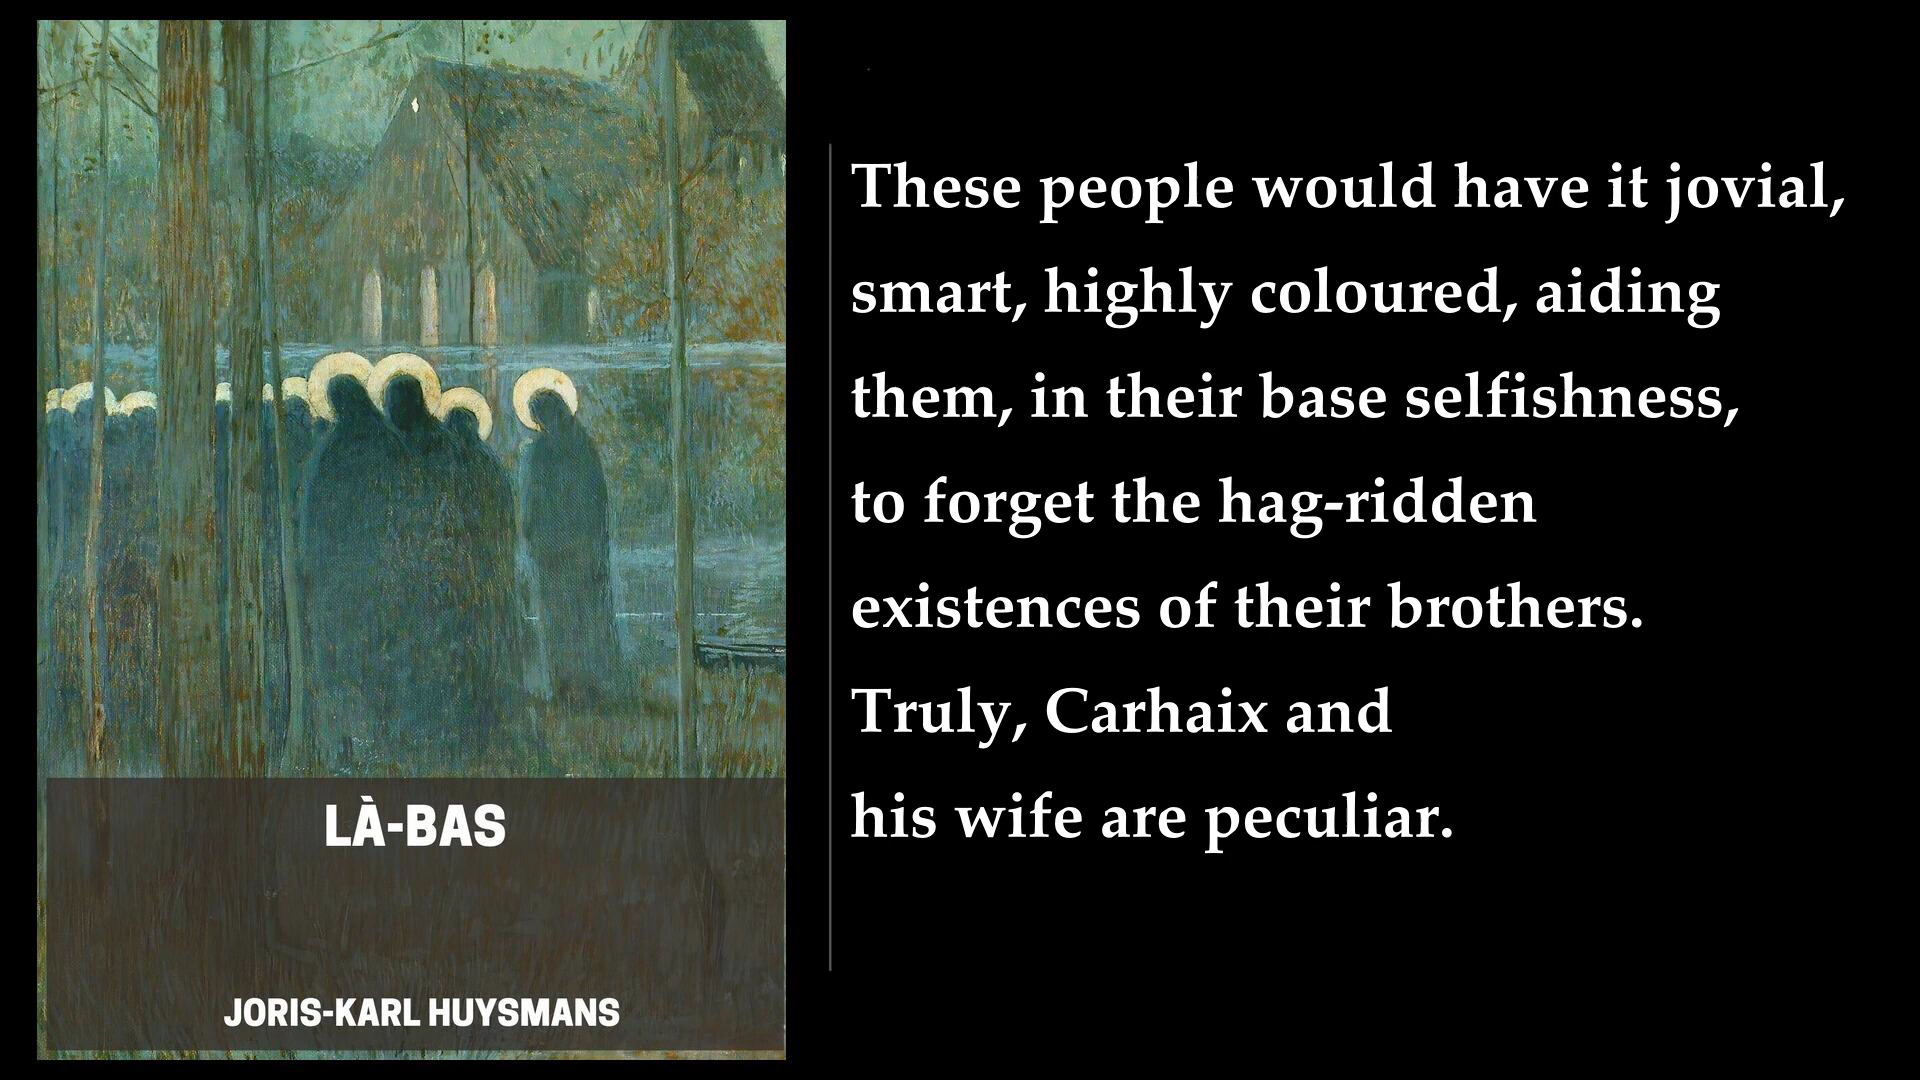 LÀ-BAS
JORIS-KARL HUYSMANS
These people would have it jovial,
smart, highly coloured, aiding
them, in their base selfishness,
to forget the hag-ridden
existences of their brothers.
Truly, Carhaix and
his wife are peculiar.